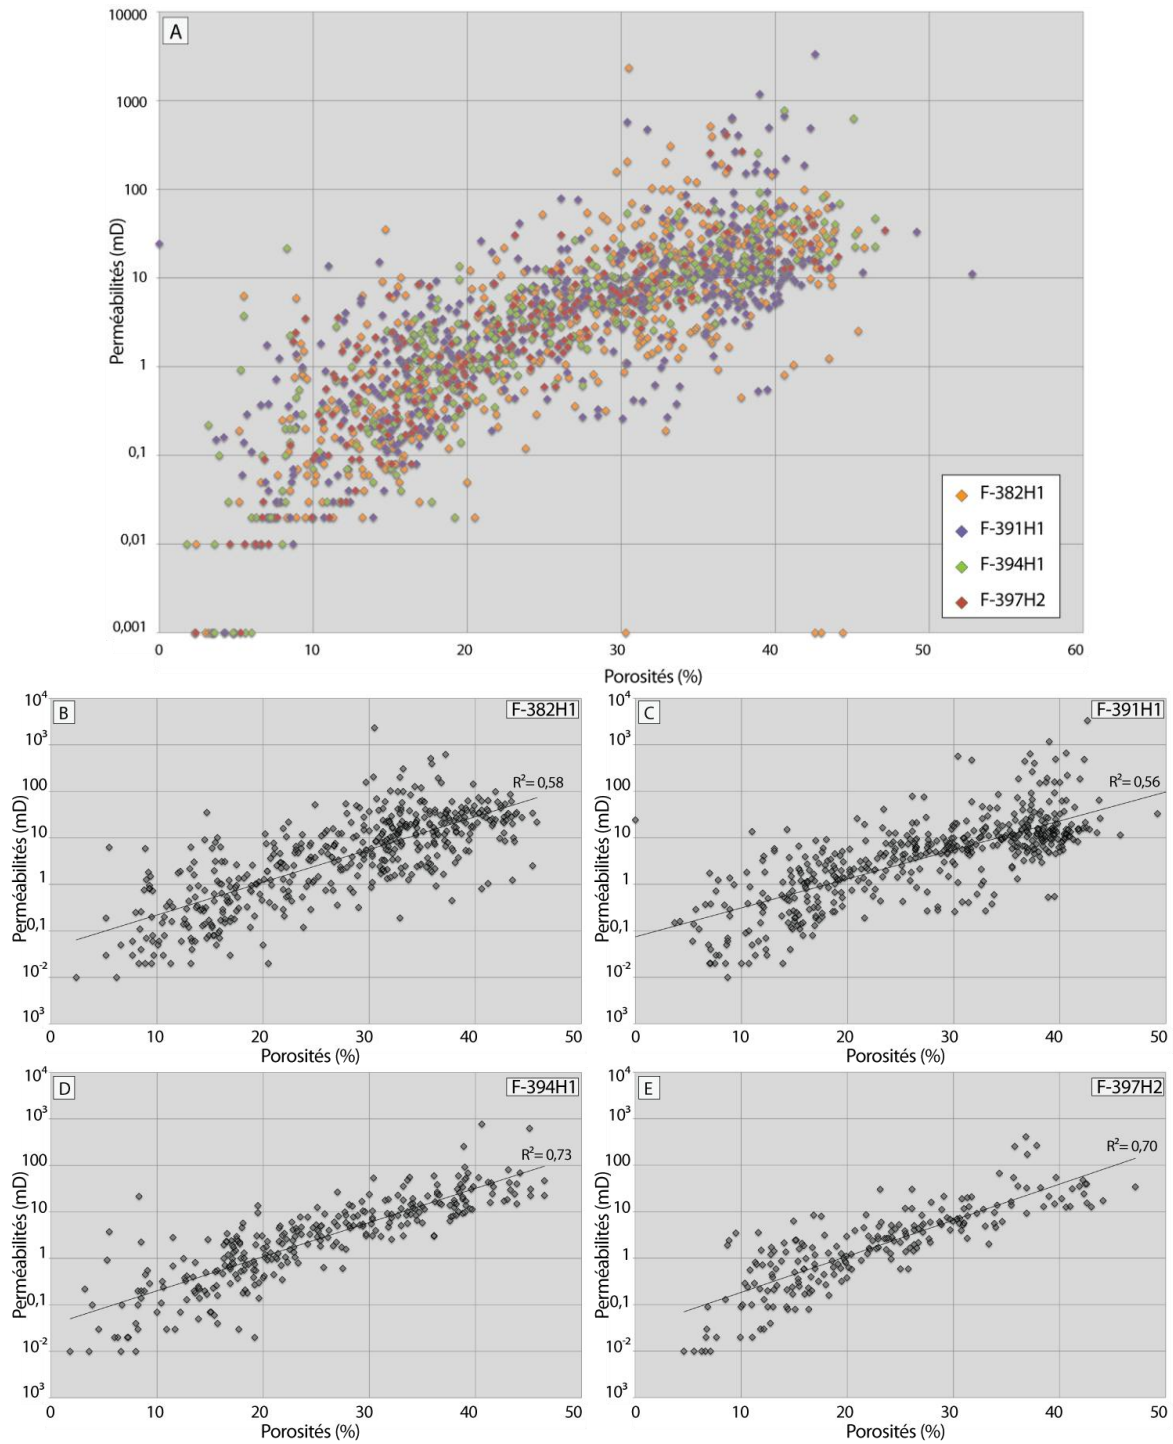 A
10000
1000
100
10
1
0,1
0,01
0,001
Perméabilités (mD)
0 10 20 30 40 50 60
Porosités (%)
F-382H1
F-391H1
F-394H1
F-397H2
B
F-382H1
R²= 0,58
10⁴
10³
100
10
1
0,1
10⁻²
10³
Perméabilités (mD)
0 10 20 30 40 50
Porosités (%)
C
F-391H1
R²= 0,56
10⁴
10³
100
10
1
0,1
10⁻²
10³
Perméabilités (mD)
0 10 20 30 40 50
Porosités (%)
D
F-394H1
R²= 0,73
10⁴
10³
100
10
1
0,1
10⁻²
10³
Perméabilités (mD)
0 10 20 30 40 50
Porosités (%)
E
F-397H2
R²= 0,70
10⁴
10³
100
10
1
0,1
10⁻²
10³
Perméabilités (mD)
0 10 20 30 40 50
Porosités (%)